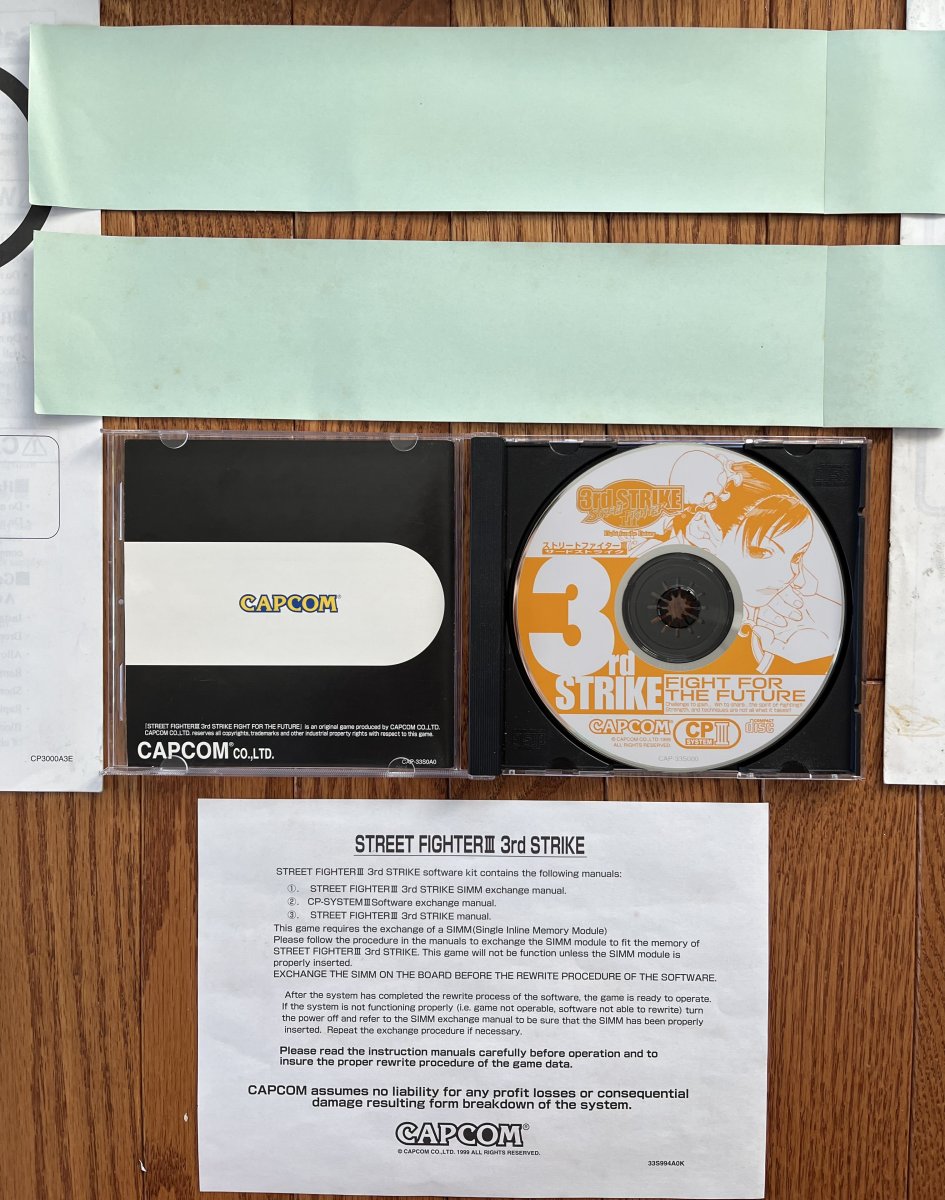 CP3000A3E
CAPCOM®
「STREET FIGHTERⅢ 3rd STRIKE FIGHT FOR THE FUTURE」 is an original game produced by CAPCOM CO.,LTD.
CAPCOM CO.,LTD. reserves all copyrights,trademarks and other industrial property rights with respect to this game.
CAPCOM® CO.,LTD.
CAP-33S0A0
3rd STRIKE
Street Fighter
III
Fight for the Future
ストリートファイターⅢ
サードストライク
3rd
STRIKE
FIGHT FOR
THE FUTURE
CAPCOM
© CAPCOM CO.,LTD.1999
ALL RIGHTS RESERVED.
CPⅢ
SYSTEM
COMPACT
disc
CAP-33S000
STREET FIGHTERⅢ 3rd STRIKE
STREET FIGHTERⅢ 3rd STRIKE software kit contains the following manuals:
①. STREET FIGHTERⅢ 3rd STRIKE SIMM exchange manual.
②. CP-SYSTEMⅢSoftware exchange manual.
③. STREET FIGHTERⅢ 3rd STRIKE manual.
This game requires the exchange of a SIMM(Single Inline Memory Module)
Please follow the procedure in the manuals to exchange the SIMM module to fit the memory of
STREET FIGHTERⅢ 3rd STRIKE. This game will not be function unless the SIMM module is
properly inserted.
EXCHANGE THE SIMM ON THE BOARD BEFORE THE REWRITE PROCEDURE OF THE SOFTWARE.
After the system has completed the rewrite process of the software, the game is ready to operate.
If the system is not functioning properly (i.e. game not operable, software not able to rewrite) turn
the power off and refer to the SIMM exchange manual to be sure that the SIMM has been properly
inserted. Repeat the exchange procedure if necessary.
Please read the instruction manuals carefully before operation and to
insure the proper rewrite procedure of the game data.
CAPCOM assumes no liability for any profit losses or consequential
damage resulting form breakdown of the system.
CAPCOM®
© CAPCOM CO.,LTD. 1999 ALL RIGHTS RESERVED.
33S994A0K